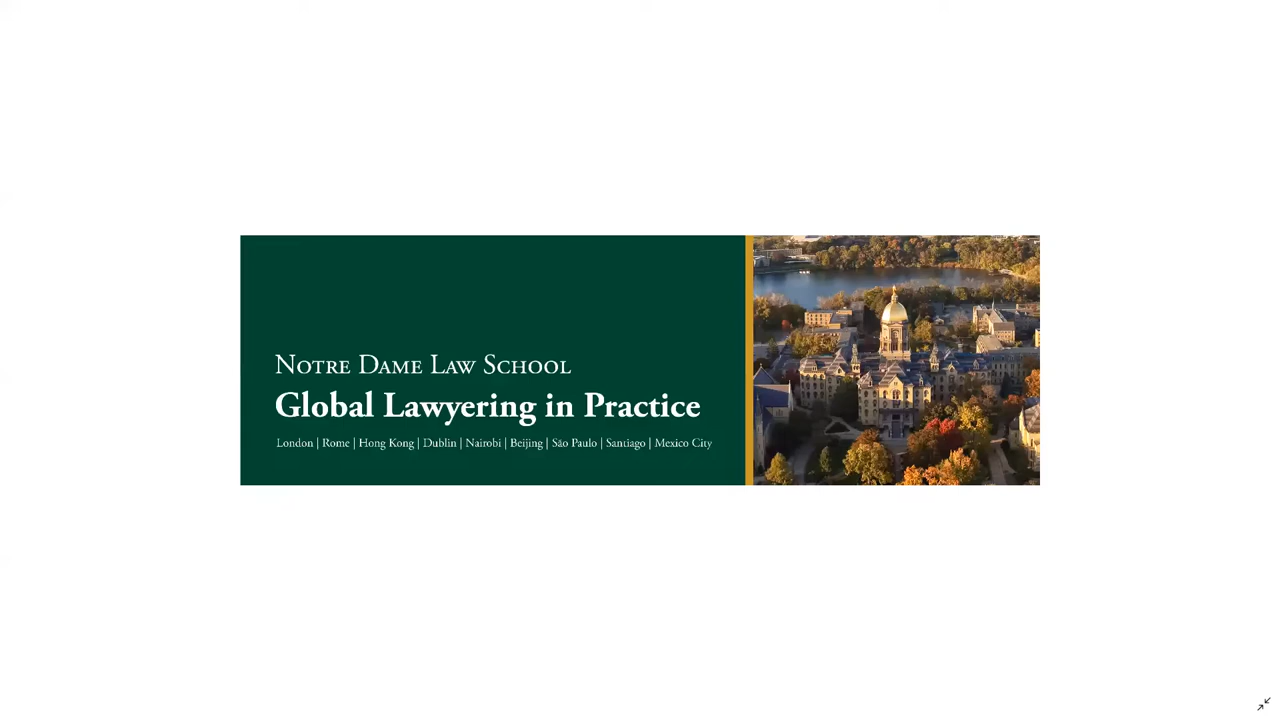 Notre Dame Law School
Global Lawyering in Practice
London | Rome | Hong Kong | Dublin | Nairobi | Beijing | São Paulo | Santiago | Mexico City